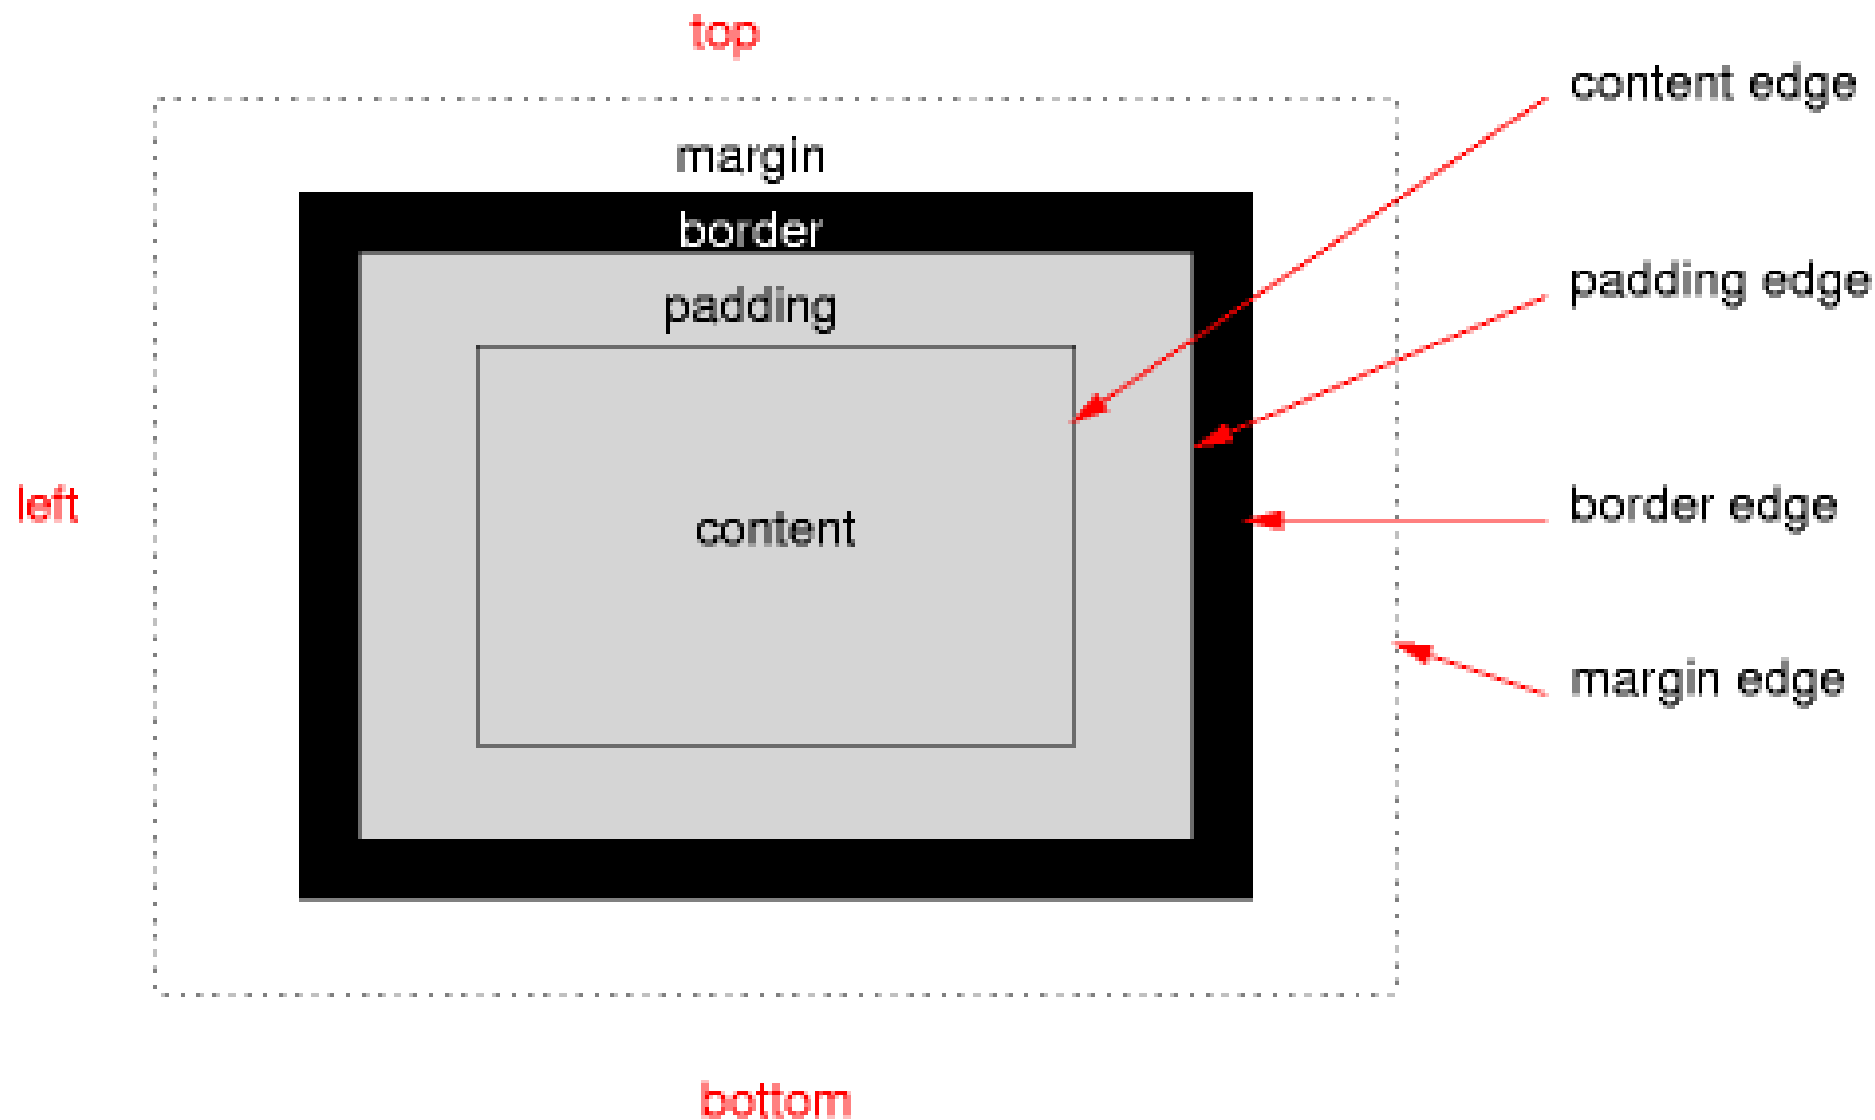 top
content edge
margin
border
padding edge
padding
left
border edge
content
margin edge
bottom